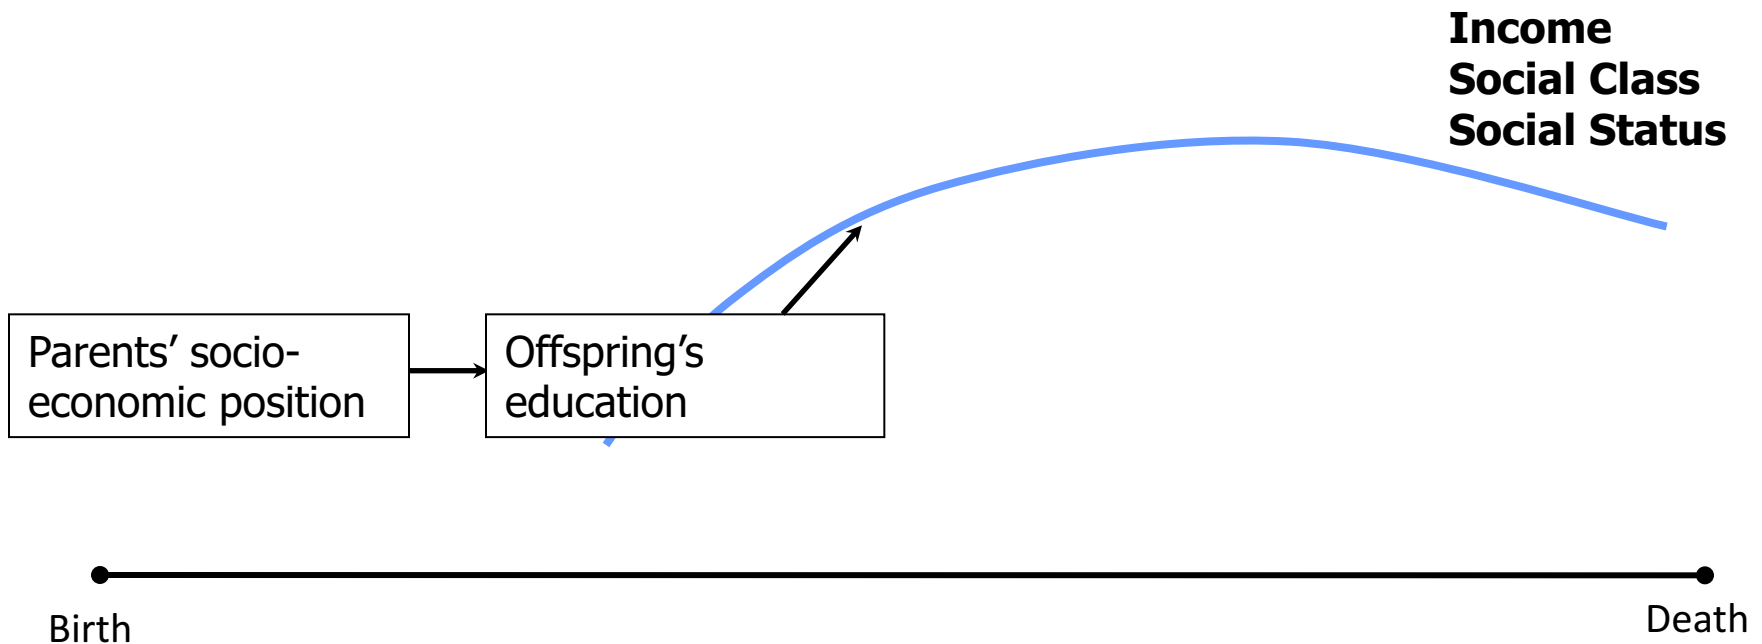 Income
Social Class
Social Status
Parents’ socio-
economic position
Offspring’s
education
Birth
Death